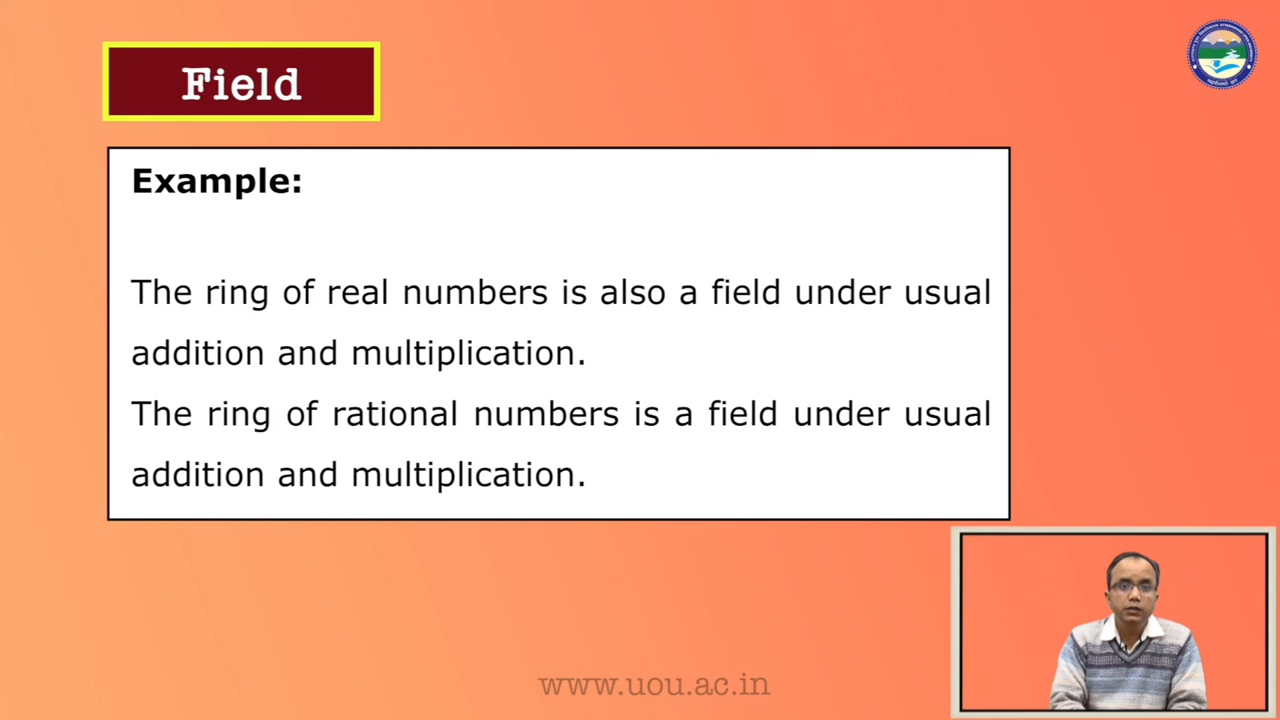 Field
Example:
The ring of real numbers is also a field under usual
addition and multiplication.
The ring of rational numbers is a field under usual
addition and multiplication.
www.uou.ac.in